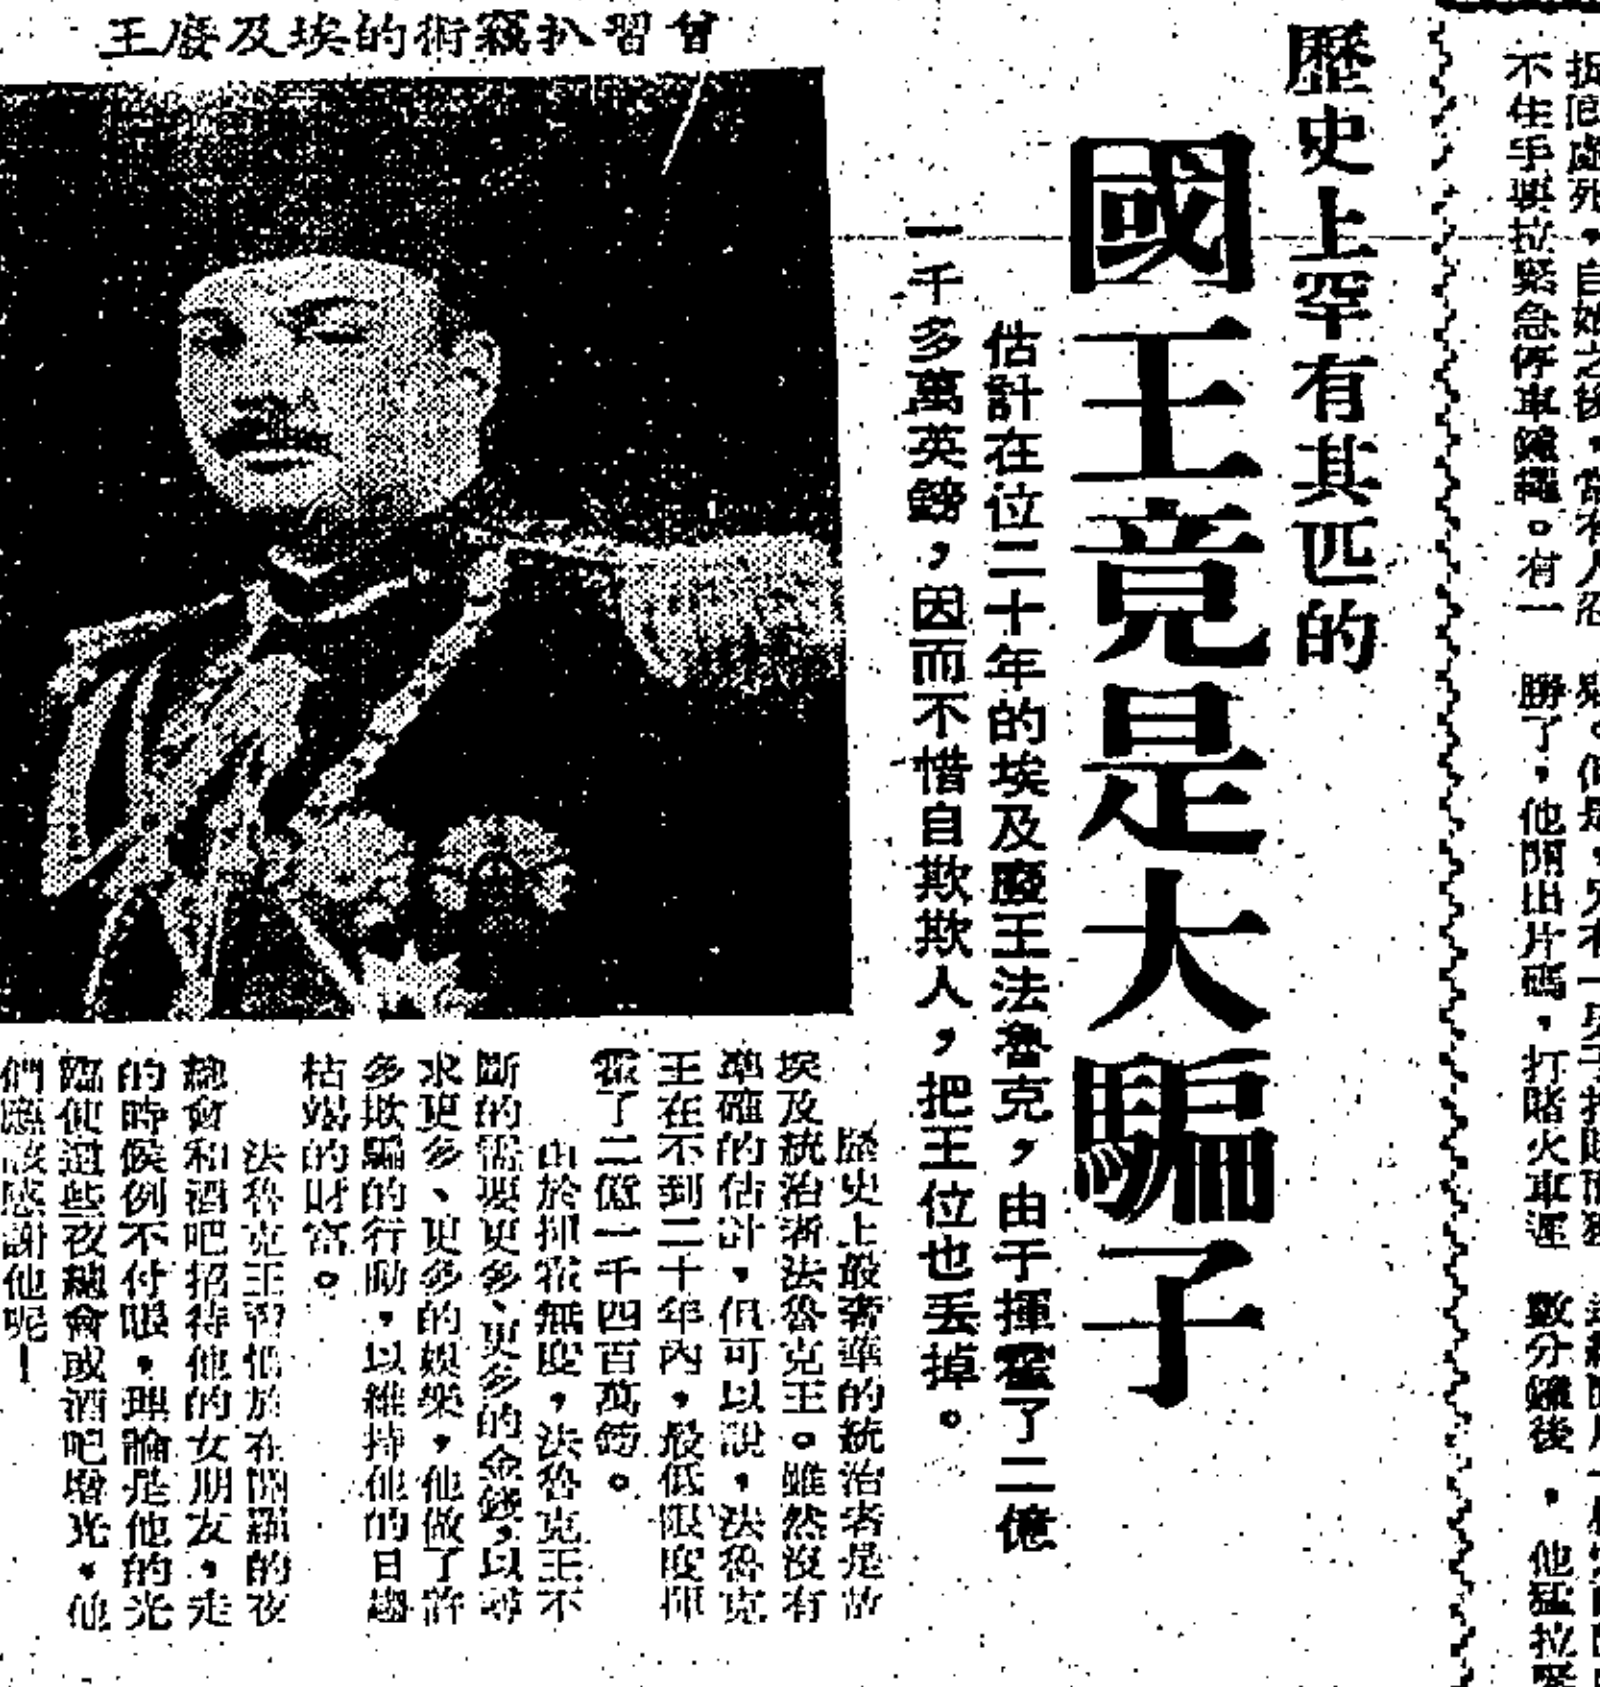 歷史上罕有其匹的
國王竟是大騙子
估計在位二十年的埃及廢王法魯克，由于揮霍了二億
一千多萬英鎊，因而不惜自欺欺人，把王位也丟掉。
曾習扒竊術的埃及廢王
歷史上最奢華的統治者是故
埃及統治者法魯克王。雖然沒有
準確的估計，但可以說，法魯克
王在不到二十年內，最低限度揮
霍了二億一千四百萬鎊。
由於揮霍無度，法魯克王不
斷的需要更多、更多的金錢，以尋
求更多、更多的娛樂，他做了許
多欺騙的行動，以維持他的日趨
枯竭的財富。
法魯克王習慣於在開羅的夜
總會和酒吧招待他的女朋友，走
的時候例不付賬，理論是他的光
臨使這些夜總會或酒吧增光。他
們應該感謝他呢！
不生手要拉緊急停車鐘繩。有一
勝了，他開出片碼，打賭火車遲
數分鐘後，他猛拉緊